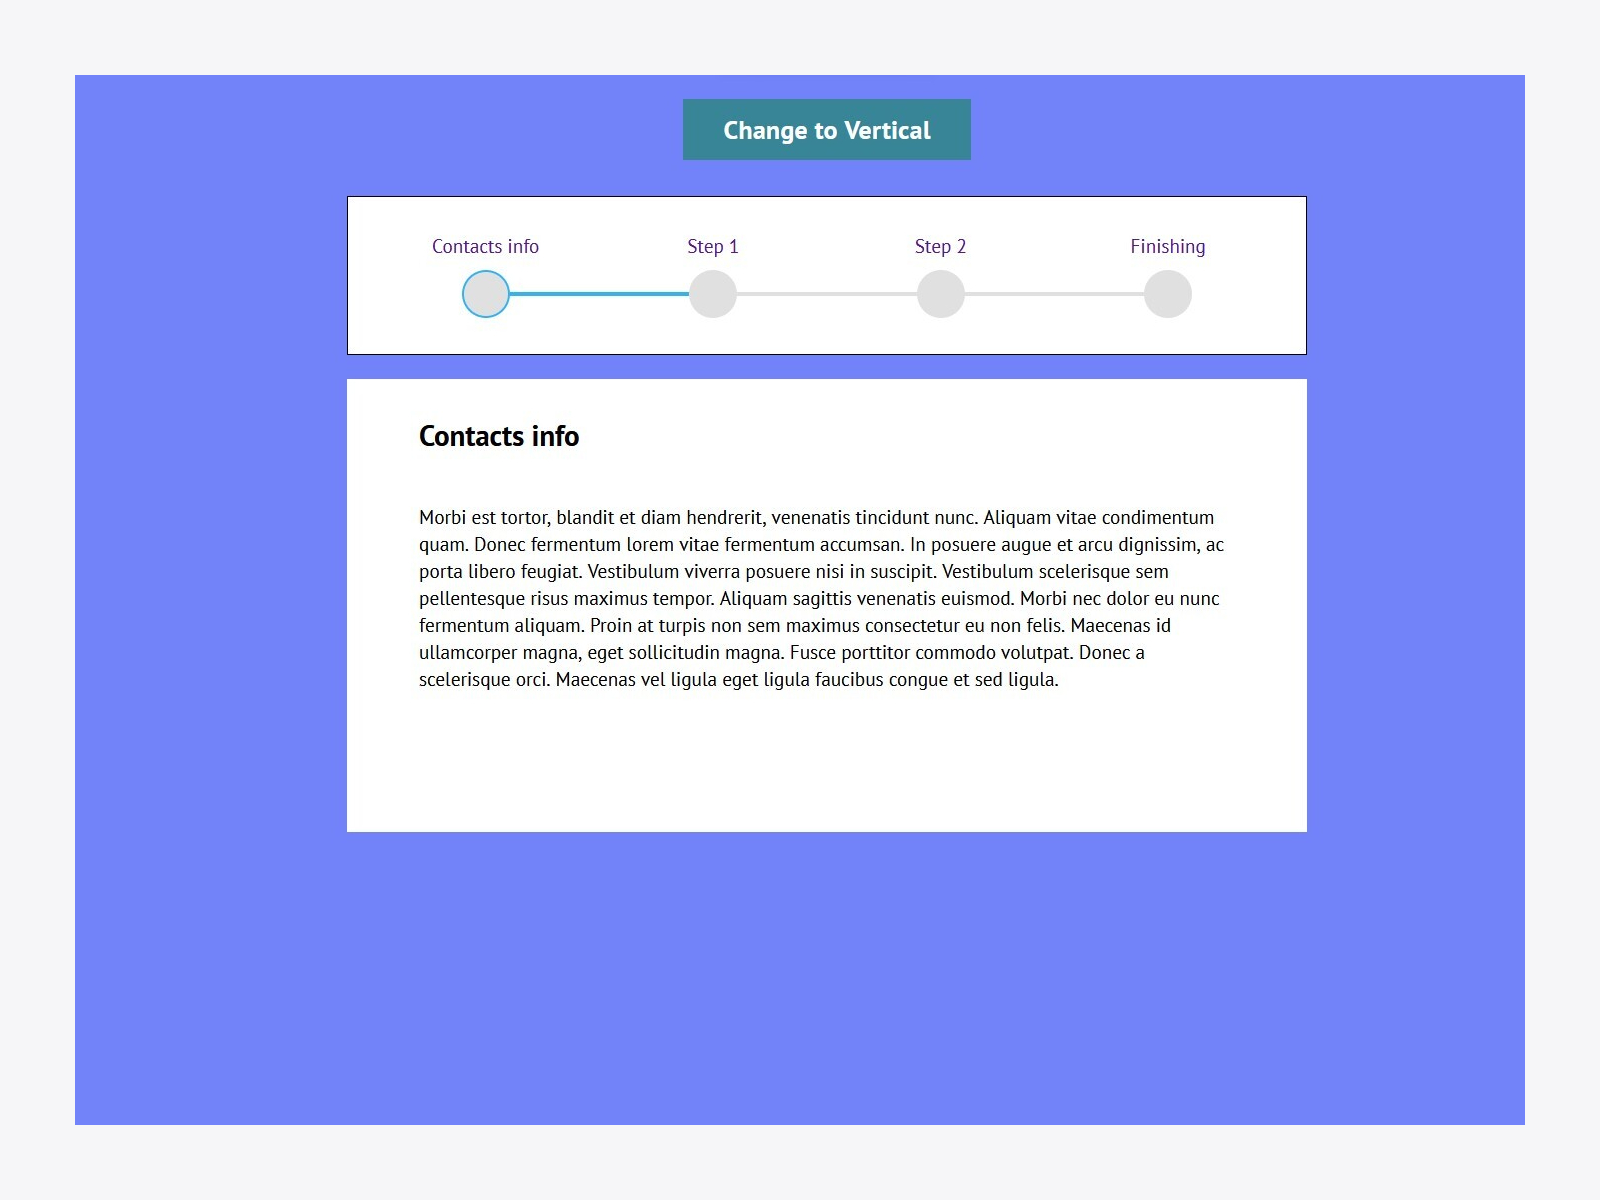 Change to Vertical
Contacts info
Step 1
Step 2
Finishing
Contacts info
Morbi est tortor, blandit et diam hendrerit, venenatis tincidunt nunc. Aliquam vitae condimentum
quam. Donec fermentum lorem vitae fermentum accumsan. In posuere augue et arcu dignissim, ac
porta libero feugiat. Vestibulum viverra posuere nisi in suscipit. Vestibulum scelerisque sem
pellentesque risus maximus tempor. Aliquam sagittis venenatis euismod. Morbi nec dolor eu nunc
fermentum aliquam. Proin at turpis non sem maximus consectetur eu non felis. Maecenas id
ullamcorper magna, eget sollicitudin magna. Fusce porttitor commodo volutpat. Donec a
scelerisque orci. Maecenas vel ligula eget ligula faucibus congue et sed ligula.